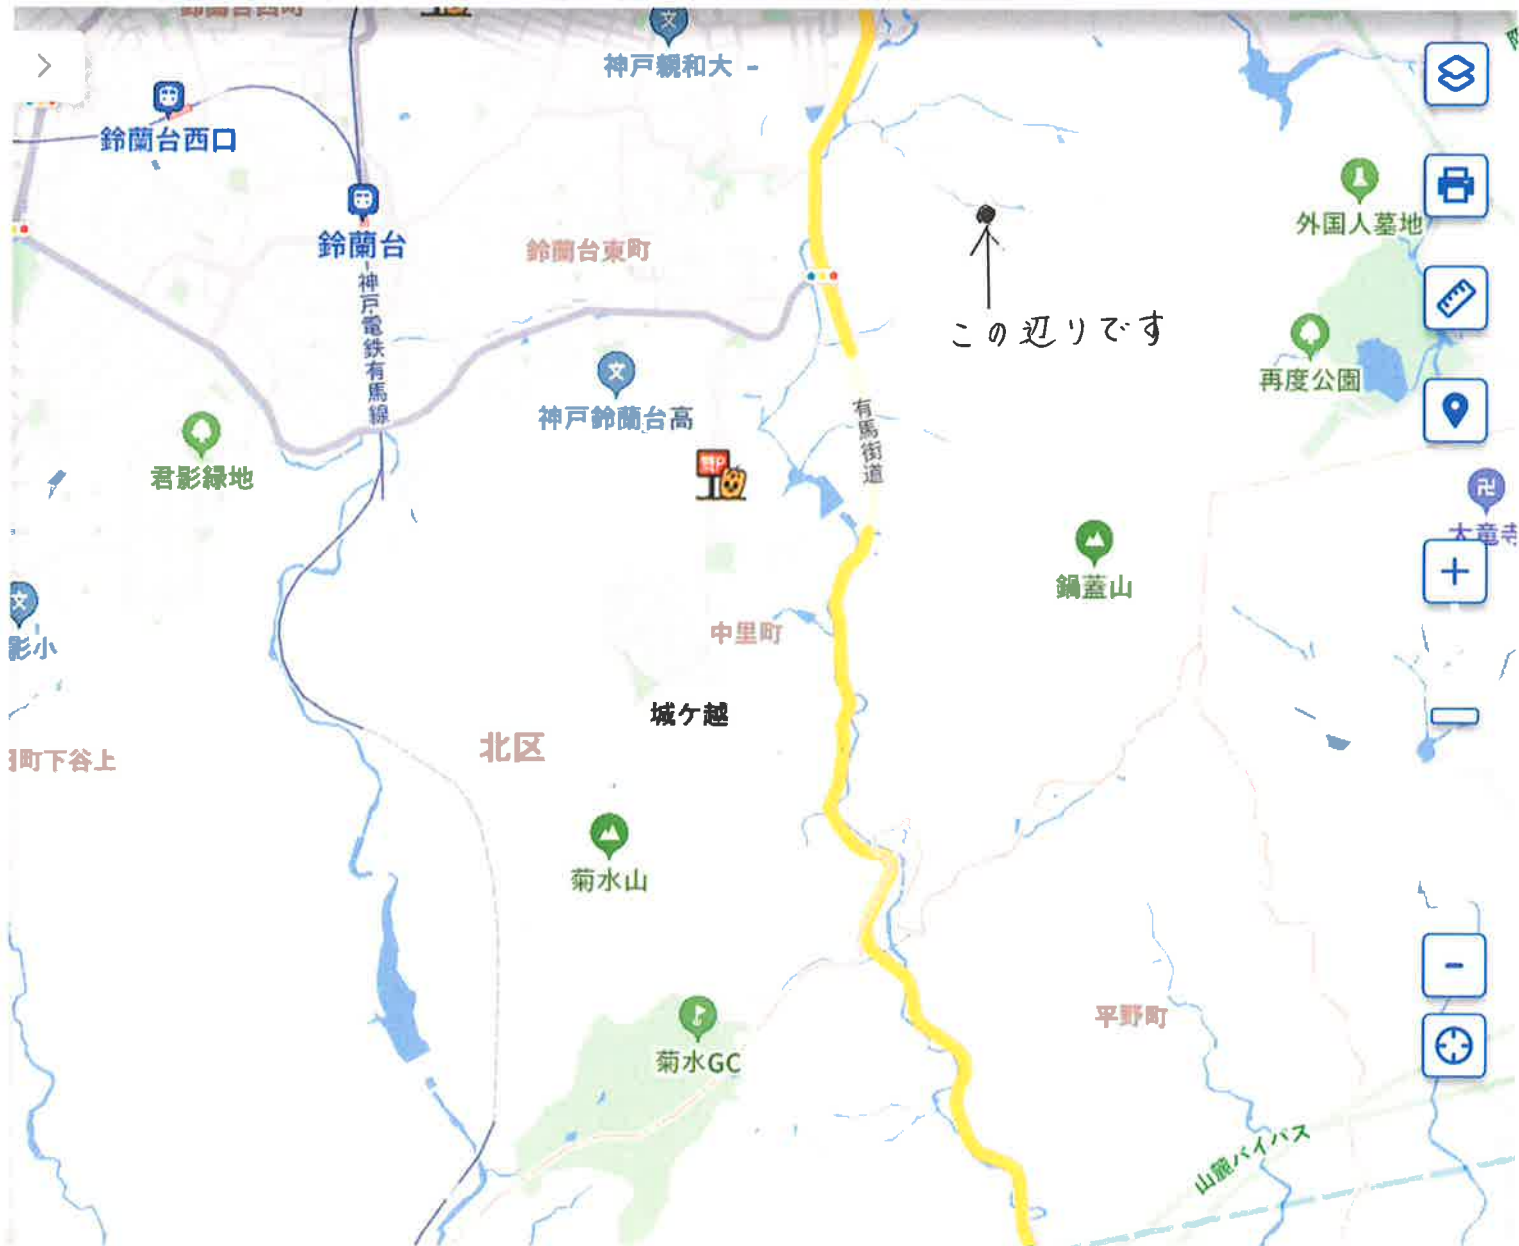 神戸親和大
鈴蘭台西口
鈴蘭台
外国人墓地
鈴蘭台東町
神戸電鉄有馬線
この辺りです
再度公園
神戸鈴蘭台高
有馬街道
君影緑地
大竜寺
鍋蓋山
影小
中里町
城ケ越
北区
町下谷上
菊水山
平野町
菊水GC
山麓バイパス